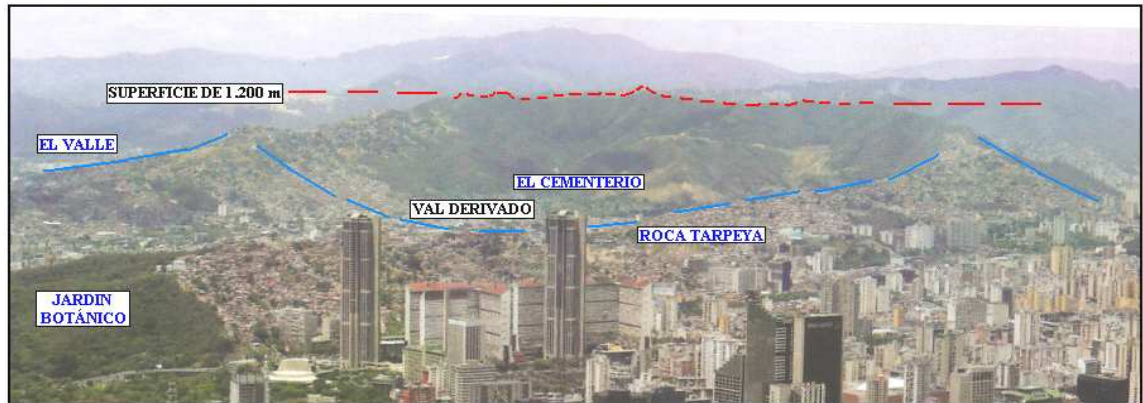 SUPERFICIE DE 1.200 m
EL VALLE
EL CEMENTERIO
VAL DERIVADO
ROCA TARPEYA
JARDIN
BOTÁNICO